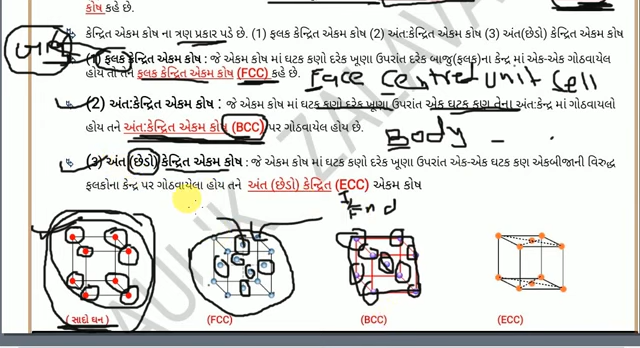 કોષ કહે છે.
કેન્દ્રિત એકમ કોષ ના ત્રણ પ્રકાર પડે છે. (1) ફલક કેન્દ્રિત એકમ કોષ (2) અંત:કેન્દ્રિત એકમ કોષ (3) અંત(છેડો) કેન્દ્રિત એકમ કોષ
(1) ફલક કેન્દ્રિત એકમ કોષ : જે એકમ કોષ માં ઘટક કણો દરેક ખૂણા ઉપરાંત દરેક બાજુ(ફલક)ના કેન્દ્ર માં એક-એક ગોઠવાયેલ
હોય તો તેને ફલક કેન્દ્રિત એકમ કોષ (FCC) કહે છે.
Face Centred Unit Cell
(2) અંત:કેન્દ્રિત એકમ કોષ : જે એકમ કોષ માં ઘટક કણો દરેક ખૂણા ઉપરાંત એક ઘટક કણ તેના અંત:કેન્દ્ર માં ગોઠવાયલો
હોય તેને અંત:કેન્દ્રિત એકમ કોષ (BCC) પર ગોઠવાયેલ હોય છે.
Body -
(3) અંત (છેડો) કેન્દ્રિત એકમ કોષ : જે એકમ કોષ માં ઘટક કણો દરેક ખૂણા ઉપરાંત એક-એક ઘટક કણ એકબીજાની વિરુદ્ધ
ફલકોના કેન્દ્ર પર ગોઠવાયેલા હોય તને અંત (છેડો) કેન્દ્રિત (ECC) એકમ કોષ
End
(સાદો ઘન)
(FCC)
(BCC)
(ECC)
MAULIK ZALAVA